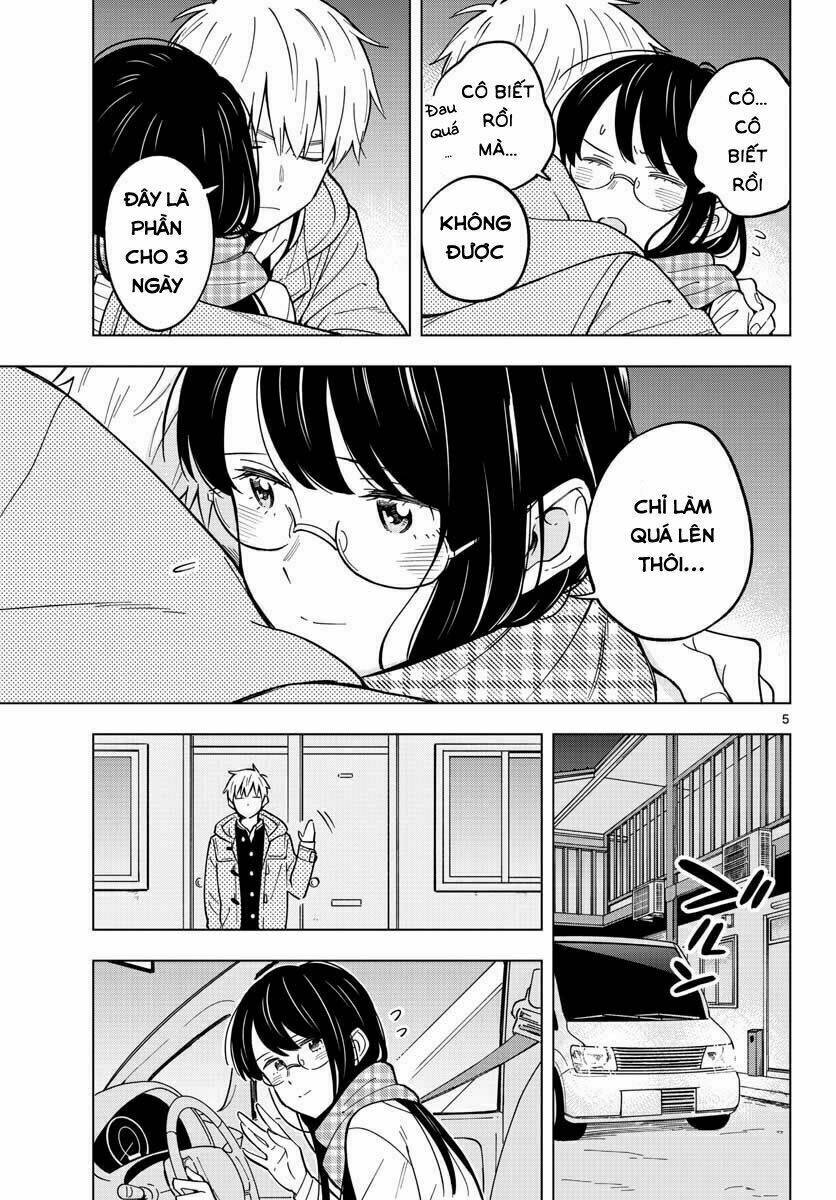 CÔ...
CÔ
BIẾT
RỒI
CÔ BIẾT
RỒI
MÀ...
Đau
quá
...
KHÔNG
ĐƯỢC
ĐÂY LÀ
PHẦN
CHO 3
NGÀY
CHỈ LÀM
QUÁ LÊN
THÔI...
5